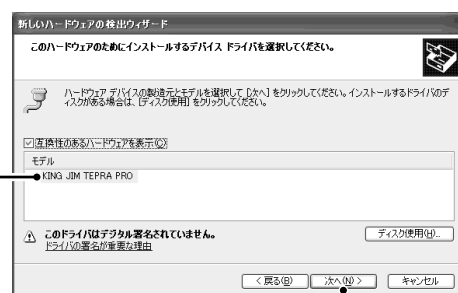 新しいハードウェアの検出ウィザード
このハードウェアのためにインストールするデバイス ドライバを選択してください。
ハードウェア デバイスの製造元とモデルを選択して [次へ] をクリックしてください。インストールするドライバのデ
ィスクがある場合は、[ディスク使用] をクリックしてください。
互換性のあるハードウェアを表示(C)
モデル
KING JIM TEPRA PRO
このドライバはデジタル署名されていません。
ディスク使用(H)...
ドライバの署名が重要な理由
< 戻る(B)
次へ(N) >
キャンセル